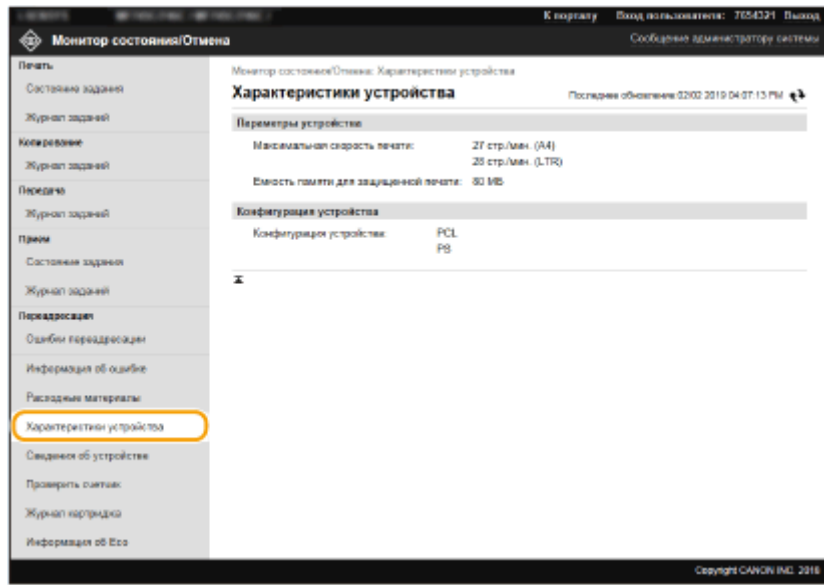 К порталу Вход пользователя: 7654321 Выход
Монитор состояния/Отмена
Сообщение администратору системы
Печать
Состояние задания
Журнал заданий
Копирование
Журнал заданий
Передача
Журнал заданий
Прием
Состояние задания
Журнал заданий
Переадресация
Ошибки переадресации
Информация об ошибке
Расходные материалы
Характеристики устройства
Сведения об устройстве
Проверить счетчик
Журнал картриджа
Информация об Eco
Монитор состояния/Отмена: Характеристики устройства
Характеристики устройства
Последнее обновление:02/02 2019 04:07:13 PM
Параметры устройства
Максимальная скорость печати: 27 стр./мин. (A4)
28 стр./мин. (LTR)
Емкость памяти для защищенной печати: 80 МБ
Конфигурация устройства
Конфигурация устройства: PCL
PS
Copyright CANON INC. 2018